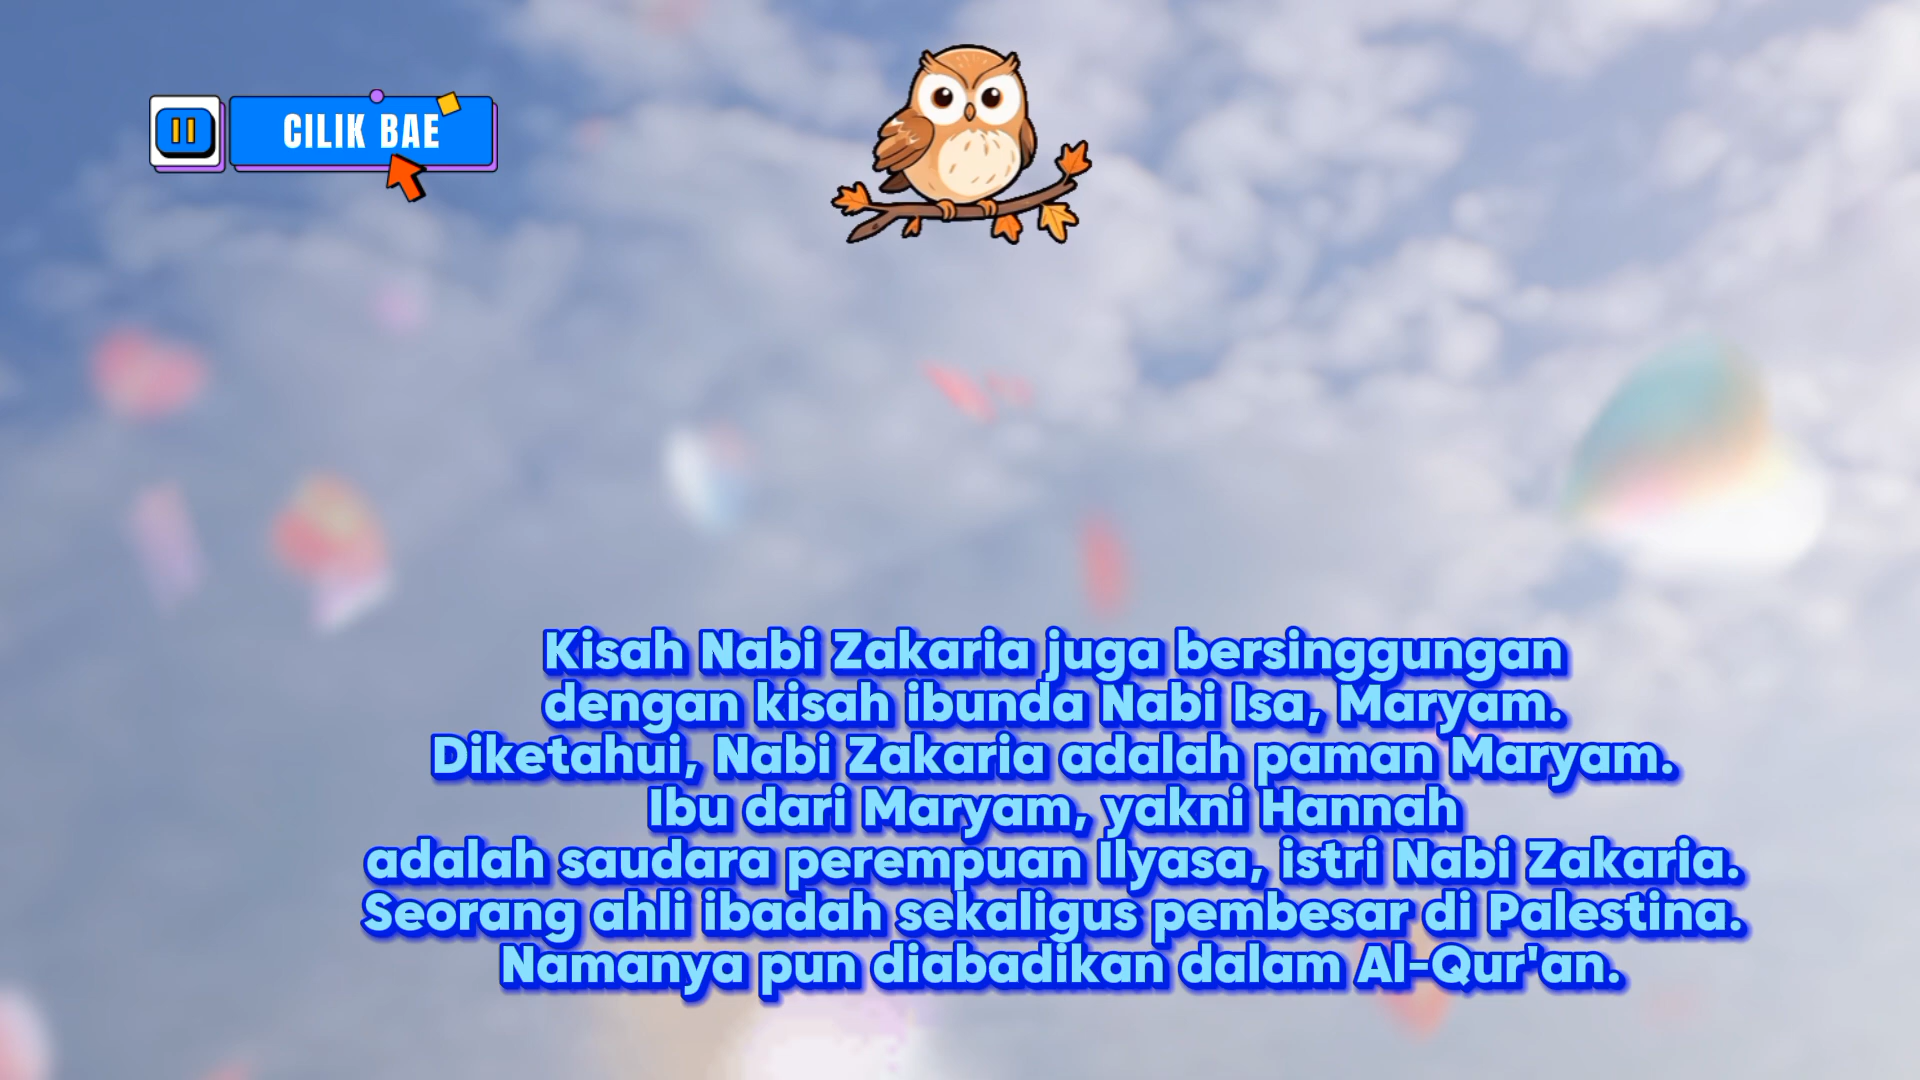 CILIK BAE
Kisah Nabi Zakaria juga bersinggungan
dengan kisah ibunda Nabi Isa, Maryam.
Diketahui, Nabi Zakaria adalah paman Maryam.
Ibu dari Maryam, yakni Hannah
adalah saudara perempuan Ilyasa, istri Nabi Zakaria.
Seorang ahli ibadah sekaligus pembesar di Palestina.
Namanya pun diabadikan dalam Al-Qur'an.